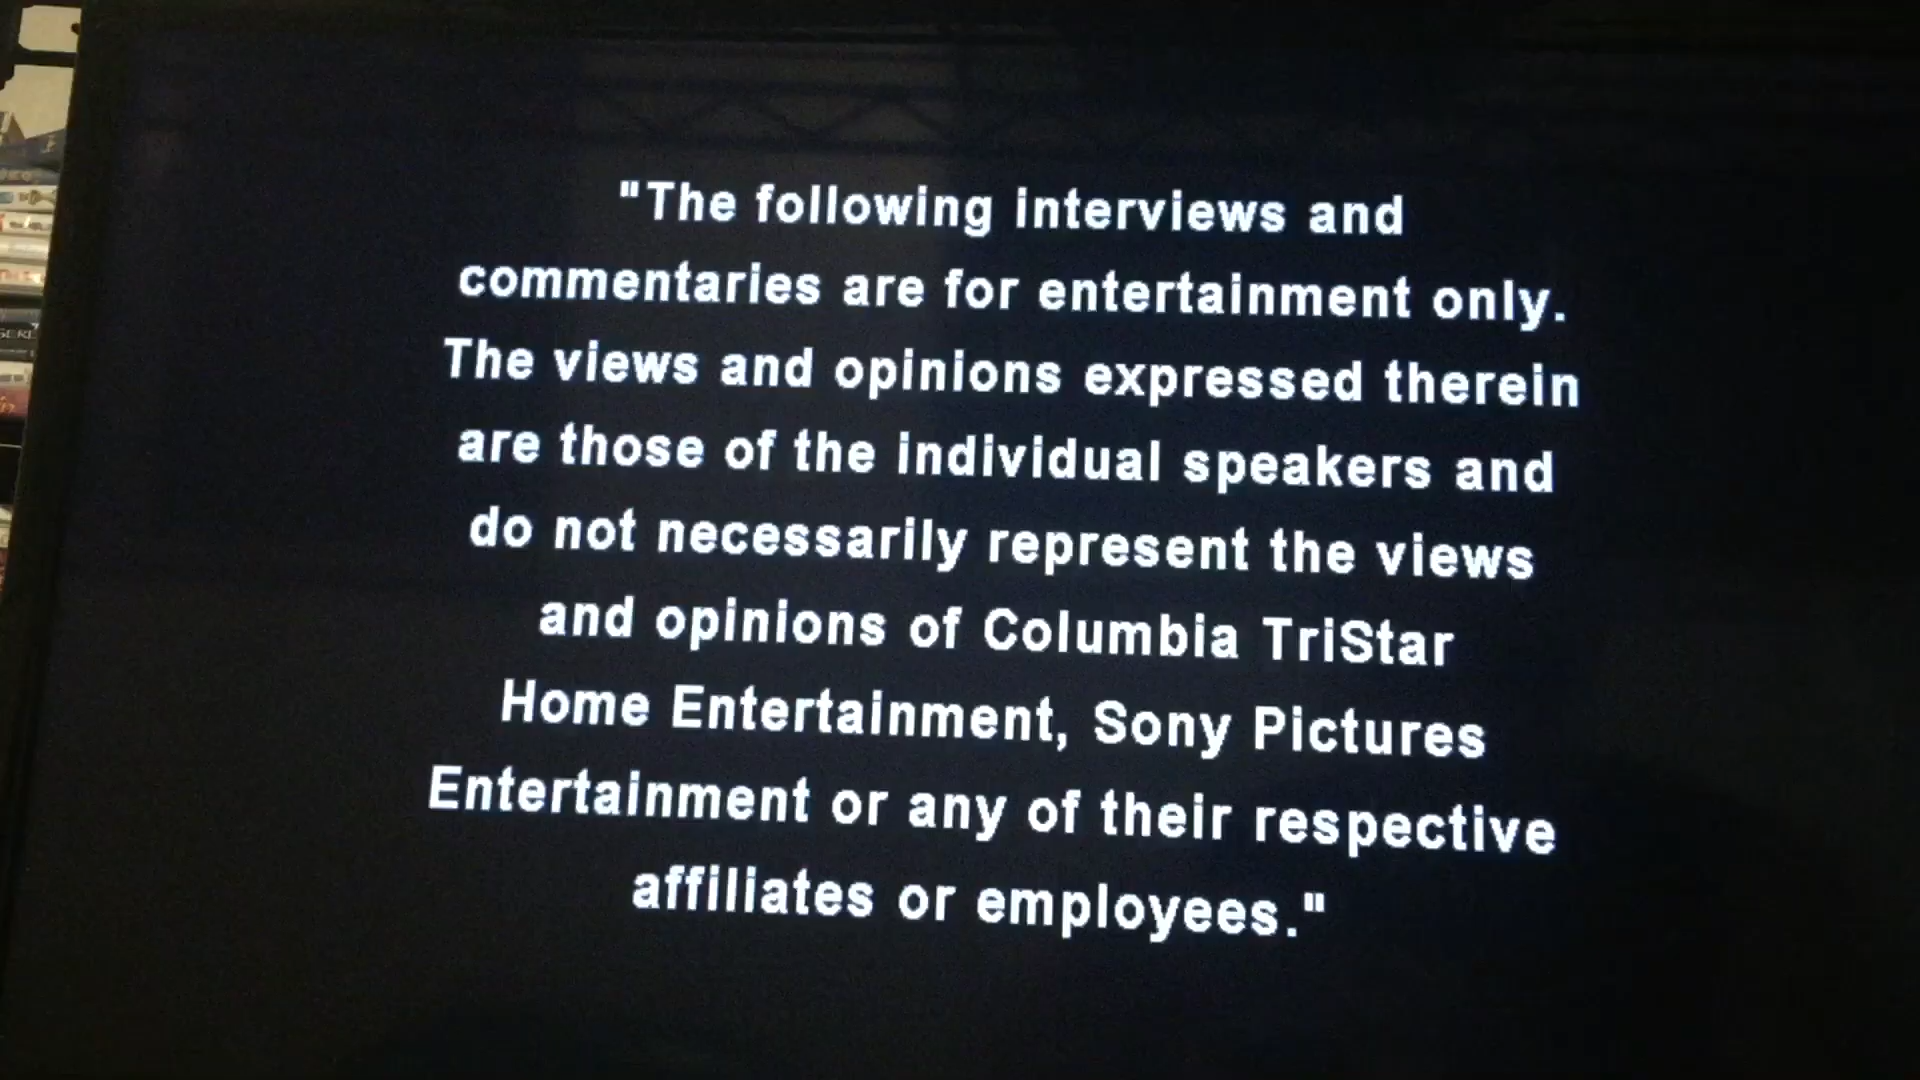 "The following interviews and
commentaries are for entertainment only.
The views and opinions expressed therein
are those of the individual speakers and
do not necessarily represent the views
and opinions of Columbia TriStar
Home Entertainment, Sony Pictures
Entertainment or any of their respective
affiliates or employees."